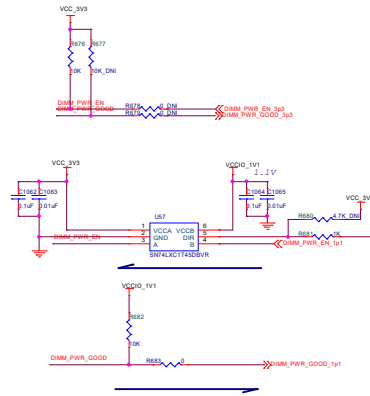 VCC_3V3
R676 R677
10K 10K_DNI
DIMM_PWR_EN
DIMM_PWR_GOOD
R678 0_DNI
R679 0_DNI
DIMM_PWR_EN_3p3
DIMM_PWR_GOOD_3p3
VCC_3V3
VCCIO_1V1
1.1V
C1062 C1063
0.1uF 0.01uF
C1064 C1065
0.1uF 0.01uF
VCC_3V
U57
1 VCCA VCCB 6
2 GND DIR 5
3 A B 4
SN74LXC1T45DBVR
DIMM_PWR_EN
R680 4.7K_DNI
R681 1K
DIMM_PWR_EN_1p1
VCCIO_1V1
R682
10K
DIMM_PWR_GOOD
R683 0
DIMM_PWR_GOOD_1p1